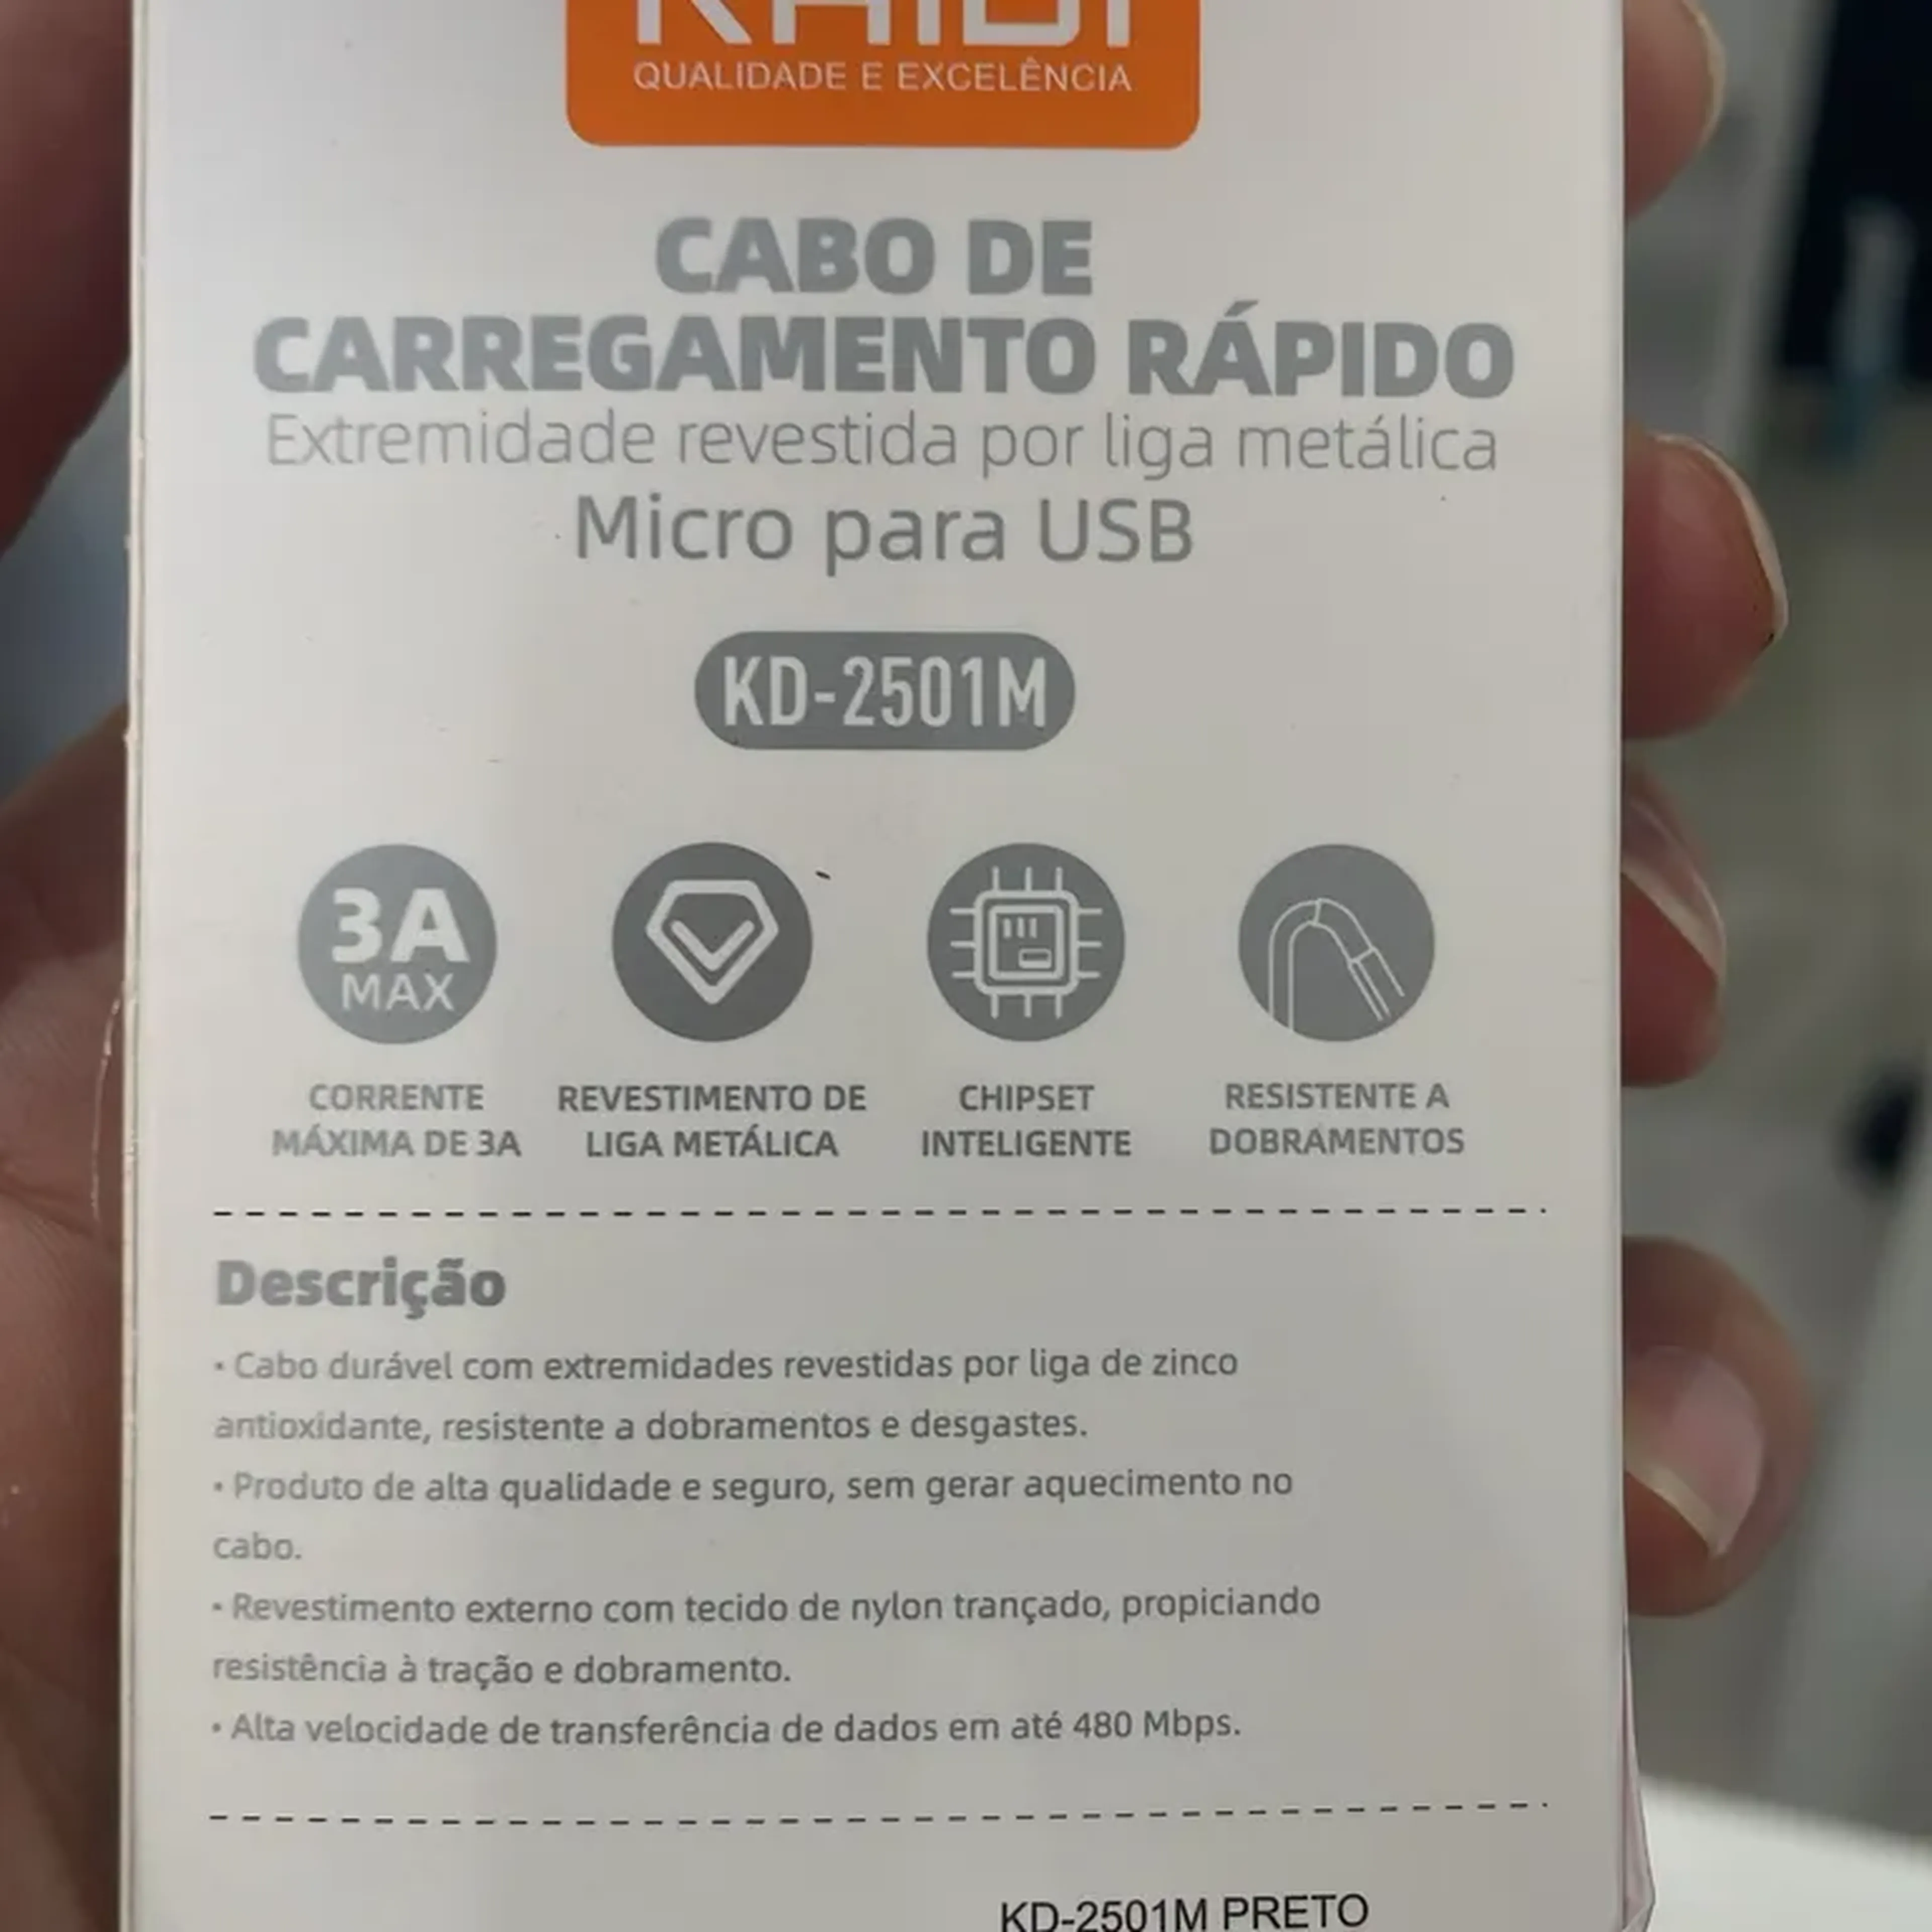 KAIDI
QUALIDADE E EXCELÊNCIA
CABO DE
CARREGAMENTO RÁPIDO
Extremidade revestida por liga metálica
Micro para USB
KD-2501M
3A
MAX
CORRENTE
MÁXIMA DE 3A
REVESTIMENTO DE
LIGA METÁLICA
CHIPSET
INTELIGENTE
RESISTENTE A
DOBRAMENTOS
Descrição
• Cabo durável com extremidades revestidas por liga de zinco
antioxidante, resistente a dobramentos e desgastes.
• Produto de alta qualidade e seguro, sem gerar aquecimento no
cabo.
• Revestimento externo com tecido de nylon trançado, propiciando
resistência à tração e dobramento.
• Alta velocidade de transferência de dados em até 480 Mbps.
KD-2501M PRETO